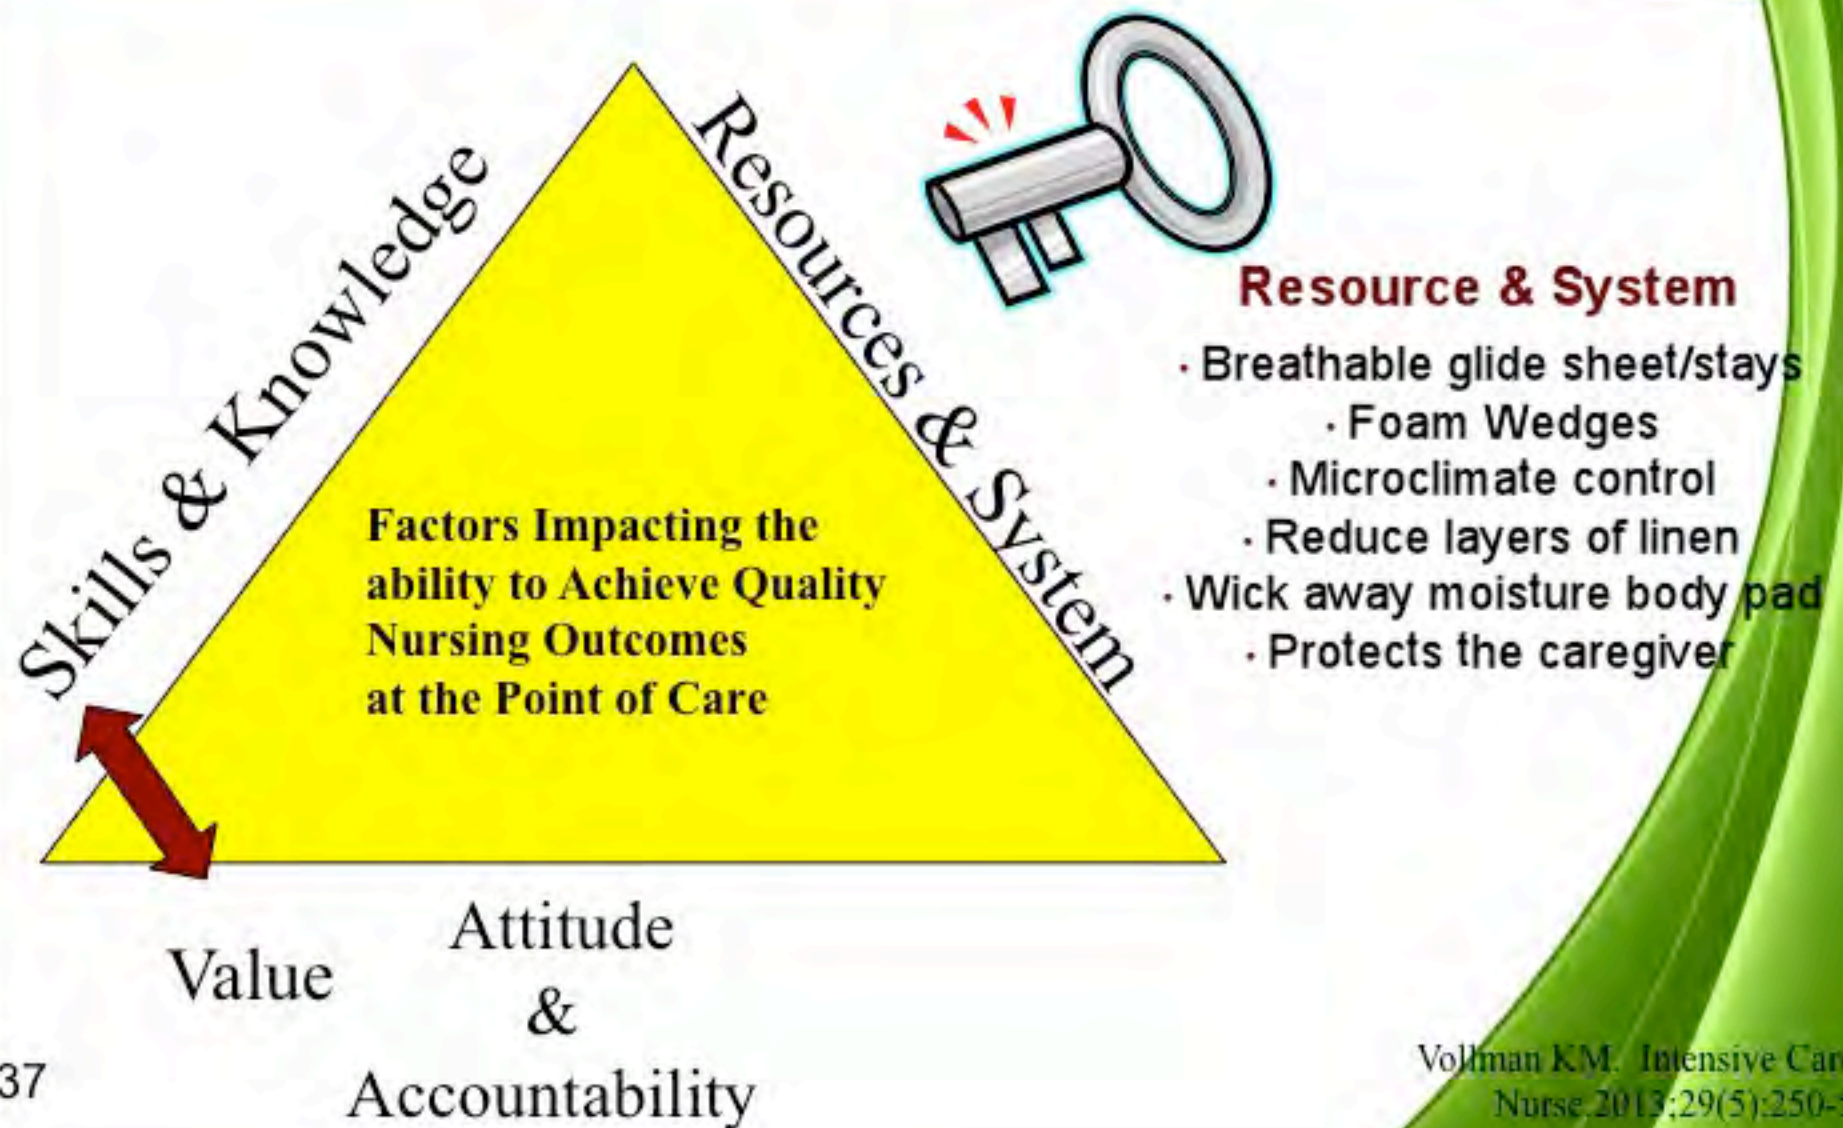 Skills & Knowledge
Resources & System
Factors Impacting the
ability to Achieve Quality
Nursing Outcomes
at the Point of Care
Resource & System
· Breathable glide sheet/stays
· Foam Wedges
· Microclimate control
· Reduce layers of linen
· Wick away moisture body pad
· Protects the caregiver
Value
Attitude
&
Accountability
37
Vollman KM. Intensive
Nurse.2013;29(5):250-